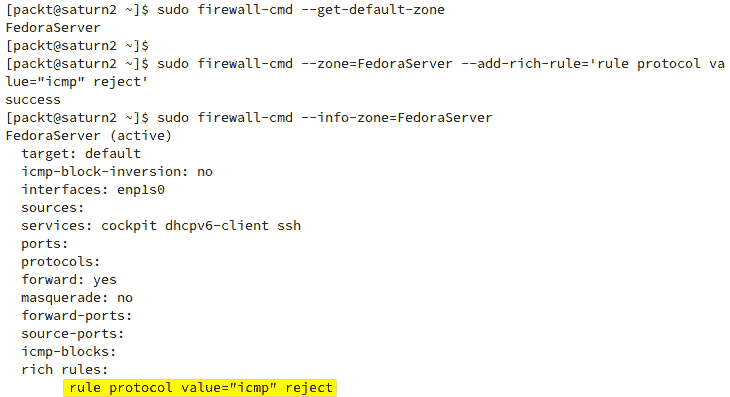 [packt@saturn2 ~]$ sudo firewall-cmd --get-default-zone
FedoraServer
[packt@saturn2 ~]$
[packt@saturn2 ~]$ sudo firewall-cmd --zone=FedoraServer --add-rich-rule='rule protocol va
lue="icmp" reject'
success
[packt@saturn2 ~]$ sudo firewall-cmd --info-zone=FedoraServer
FedoraServer (active)
  target: default
  icmp-block-inversion: no
  interfaces: enp1s0
  sources:
  services: cockpit dhcpv6-client ssh
  ports:
  protocols:
  forward: yes
  masquerade: no
  forward-ports:
  source-ports:
  icmp-blocks:
  rich rules:
        rule protocol value="icmp" reject